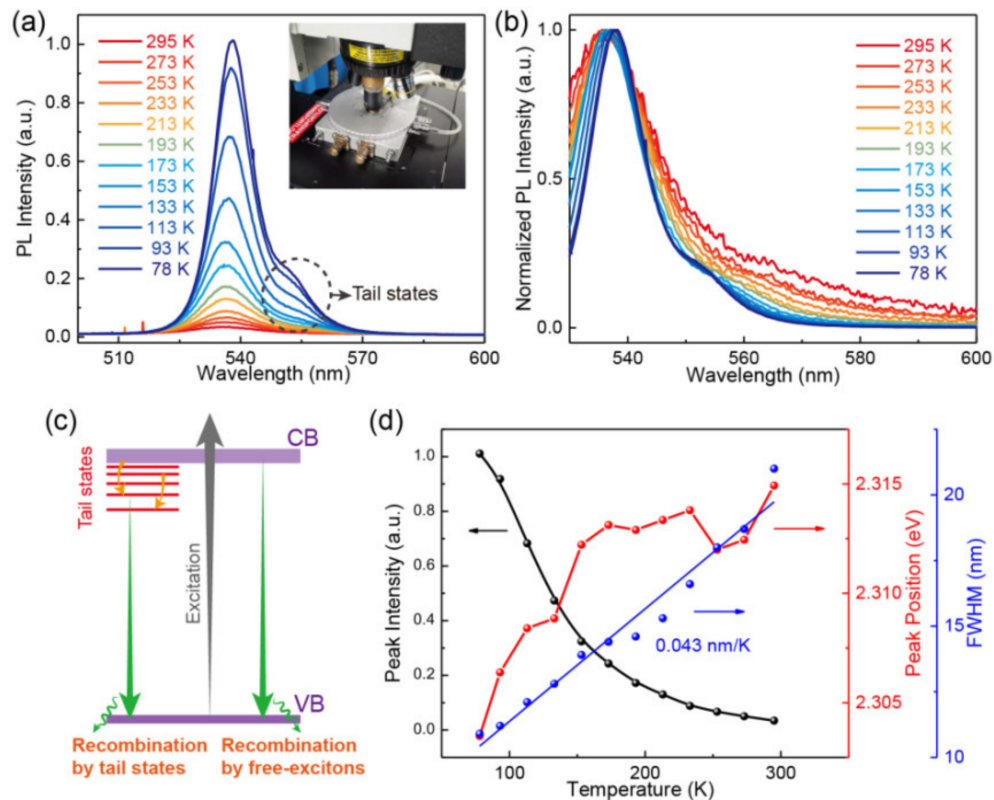 (a)
PL Intensity (a.u.)
1.0
0.8
0.6
0.4
0.2
0.0
295 K
273 K
253 K
233 K
213 K
193 K
173 K
153 K
133 K
113 K
93 K
78 K
Tail states
510
540
570
600
Wavelength (nm)
(b)
Normalized PL Intensity (a.u.)
1.0
0.5
0.0
295 K
273 K
253 K
233 K
213 K
193 K
173 K
153 K
133 K
113 K
93 K
78 K
540
560
580
600
Wavelength (nm)
(c)
CB
Tail states
Excitation
VB
Recombination
by tail states
Recombination
by free-excitons
(d)
Peak Intensity (a.u.)
1.0
0.8
0.6
0.4
0.2
0.0
0.043 nm/K
100
200
300
Temperature (K)
2.315
2.310
2.305
Peak Position (eV)
20
15
10
FWHM (nm)